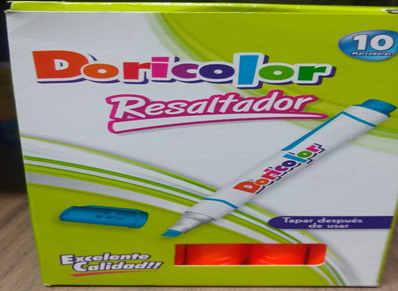 10
Marcadores
Doricolor
Resaltador
Doricolor
Tapar después
de usar
Excelente
Calidad!!